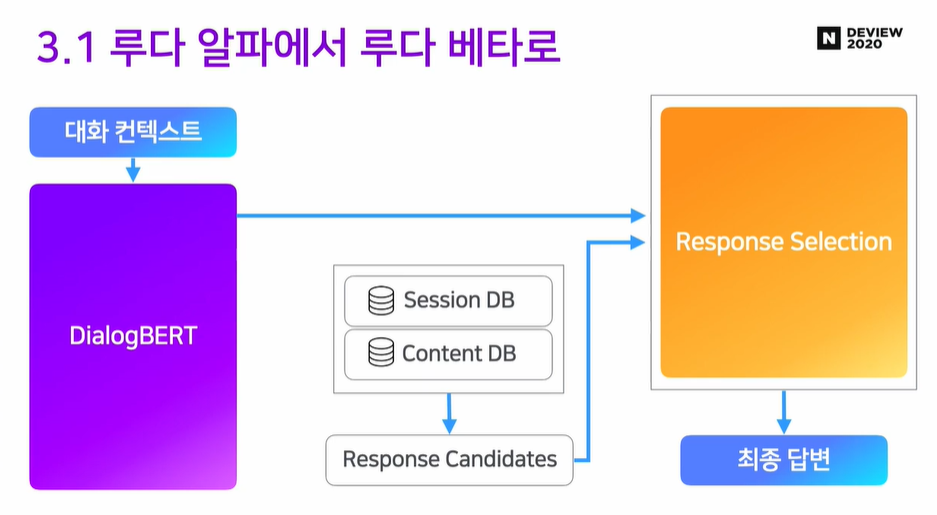 3.1 루다 알파에서 루다 베타로
N DEVIEW
2020
대화 컨텍스트
DialogBERT
Session DB
Content DB
Response Candidates
Response Selection
최종 답변